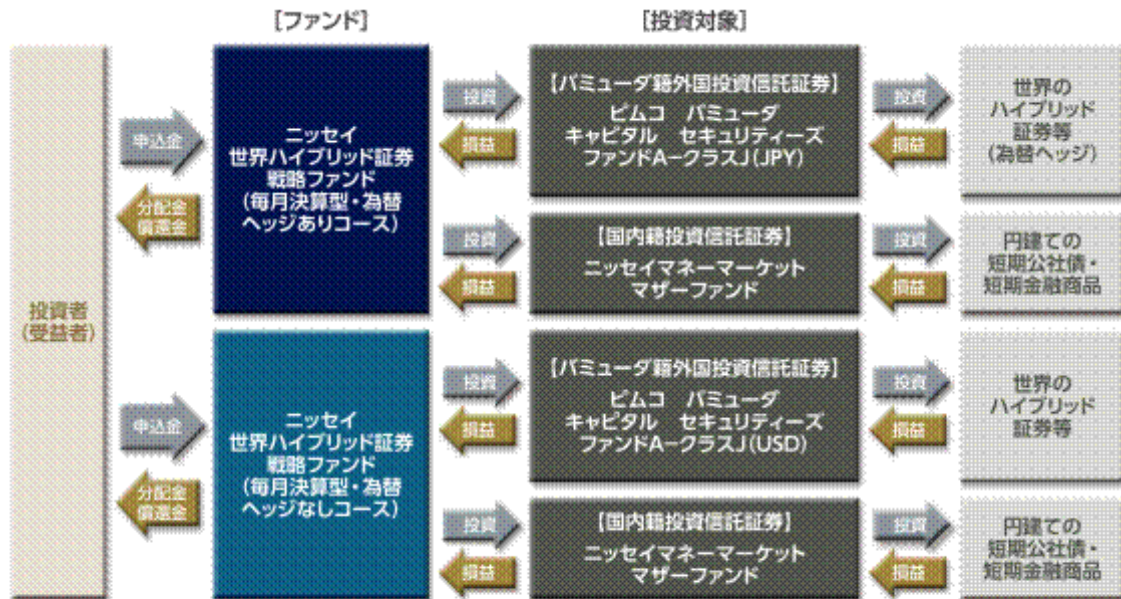 [ファンド]
[投資対象]
投資者
(受益者)
申込金
分配金
償還金
ニッセイ
世界ハイブリッド証券
戦略ファンド
(毎月決算型・為替
ヘッジありコース)
投資
損益
【バミューダ籍外国投資信託証券】
ピムコ　バミューダ
キャピタル　セキュリティーズ
ファンドA-クラスJ(JPY)
投資
損益
世界の
ハイブリッド
証券等
(為替ヘッジ)
投資
損益
【国内籍投資信託証券】
ニッセイマネーマーケット
マザーファンド
投資
損益
円建ての
短期公社債・
短期金融商品
申込金
分配金
償還金
ニッセイ
世界ハイブリッド証券
戦略ファンド
(毎月決算型・為替
ヘッジなしコース)
投資
損益
【バミューダ籍外国投資信託証券】
ピムコ　バミューダ
キャピタル　セキュリティーズ
ファンドA-クラスJ(USD)
投資
損益
世界の
ハイブリッド
証券等
投資
損益
【国内籍投資信託証券】
ニッセイマネーマーケット
マザーファンド
投資
損益
円建ての
短期公社債・
短期金融商品